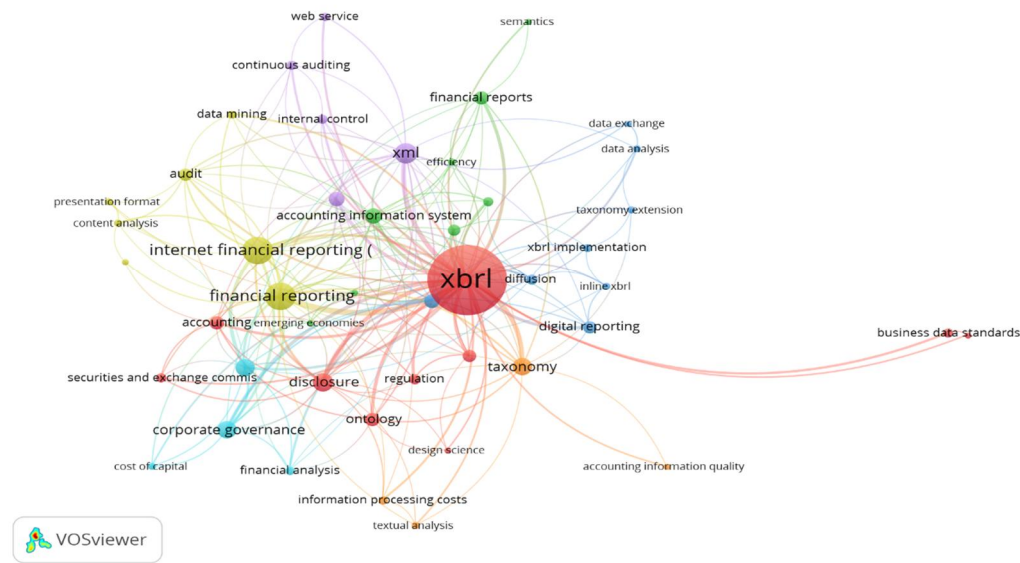 web service
semantics
continuous auditing
financial reports
data mining
internal control
data exchange
xml
data analysis
efficiency
audit
presentation format
taxonomy extension
accounting information system
content analysis
xbrl implementation
internet financial reporting (
xbrl
diffusion
inline xbrl
financial reporting
accounting
emerging economies
digital reporting
business data standards
taxonomy
securities and exchange commis
disclosure
regulation
ontology
corporate governance
design science
cost of capital
financial analysis
accounting information quality
information processing costs
textual analysis
VOSviewer